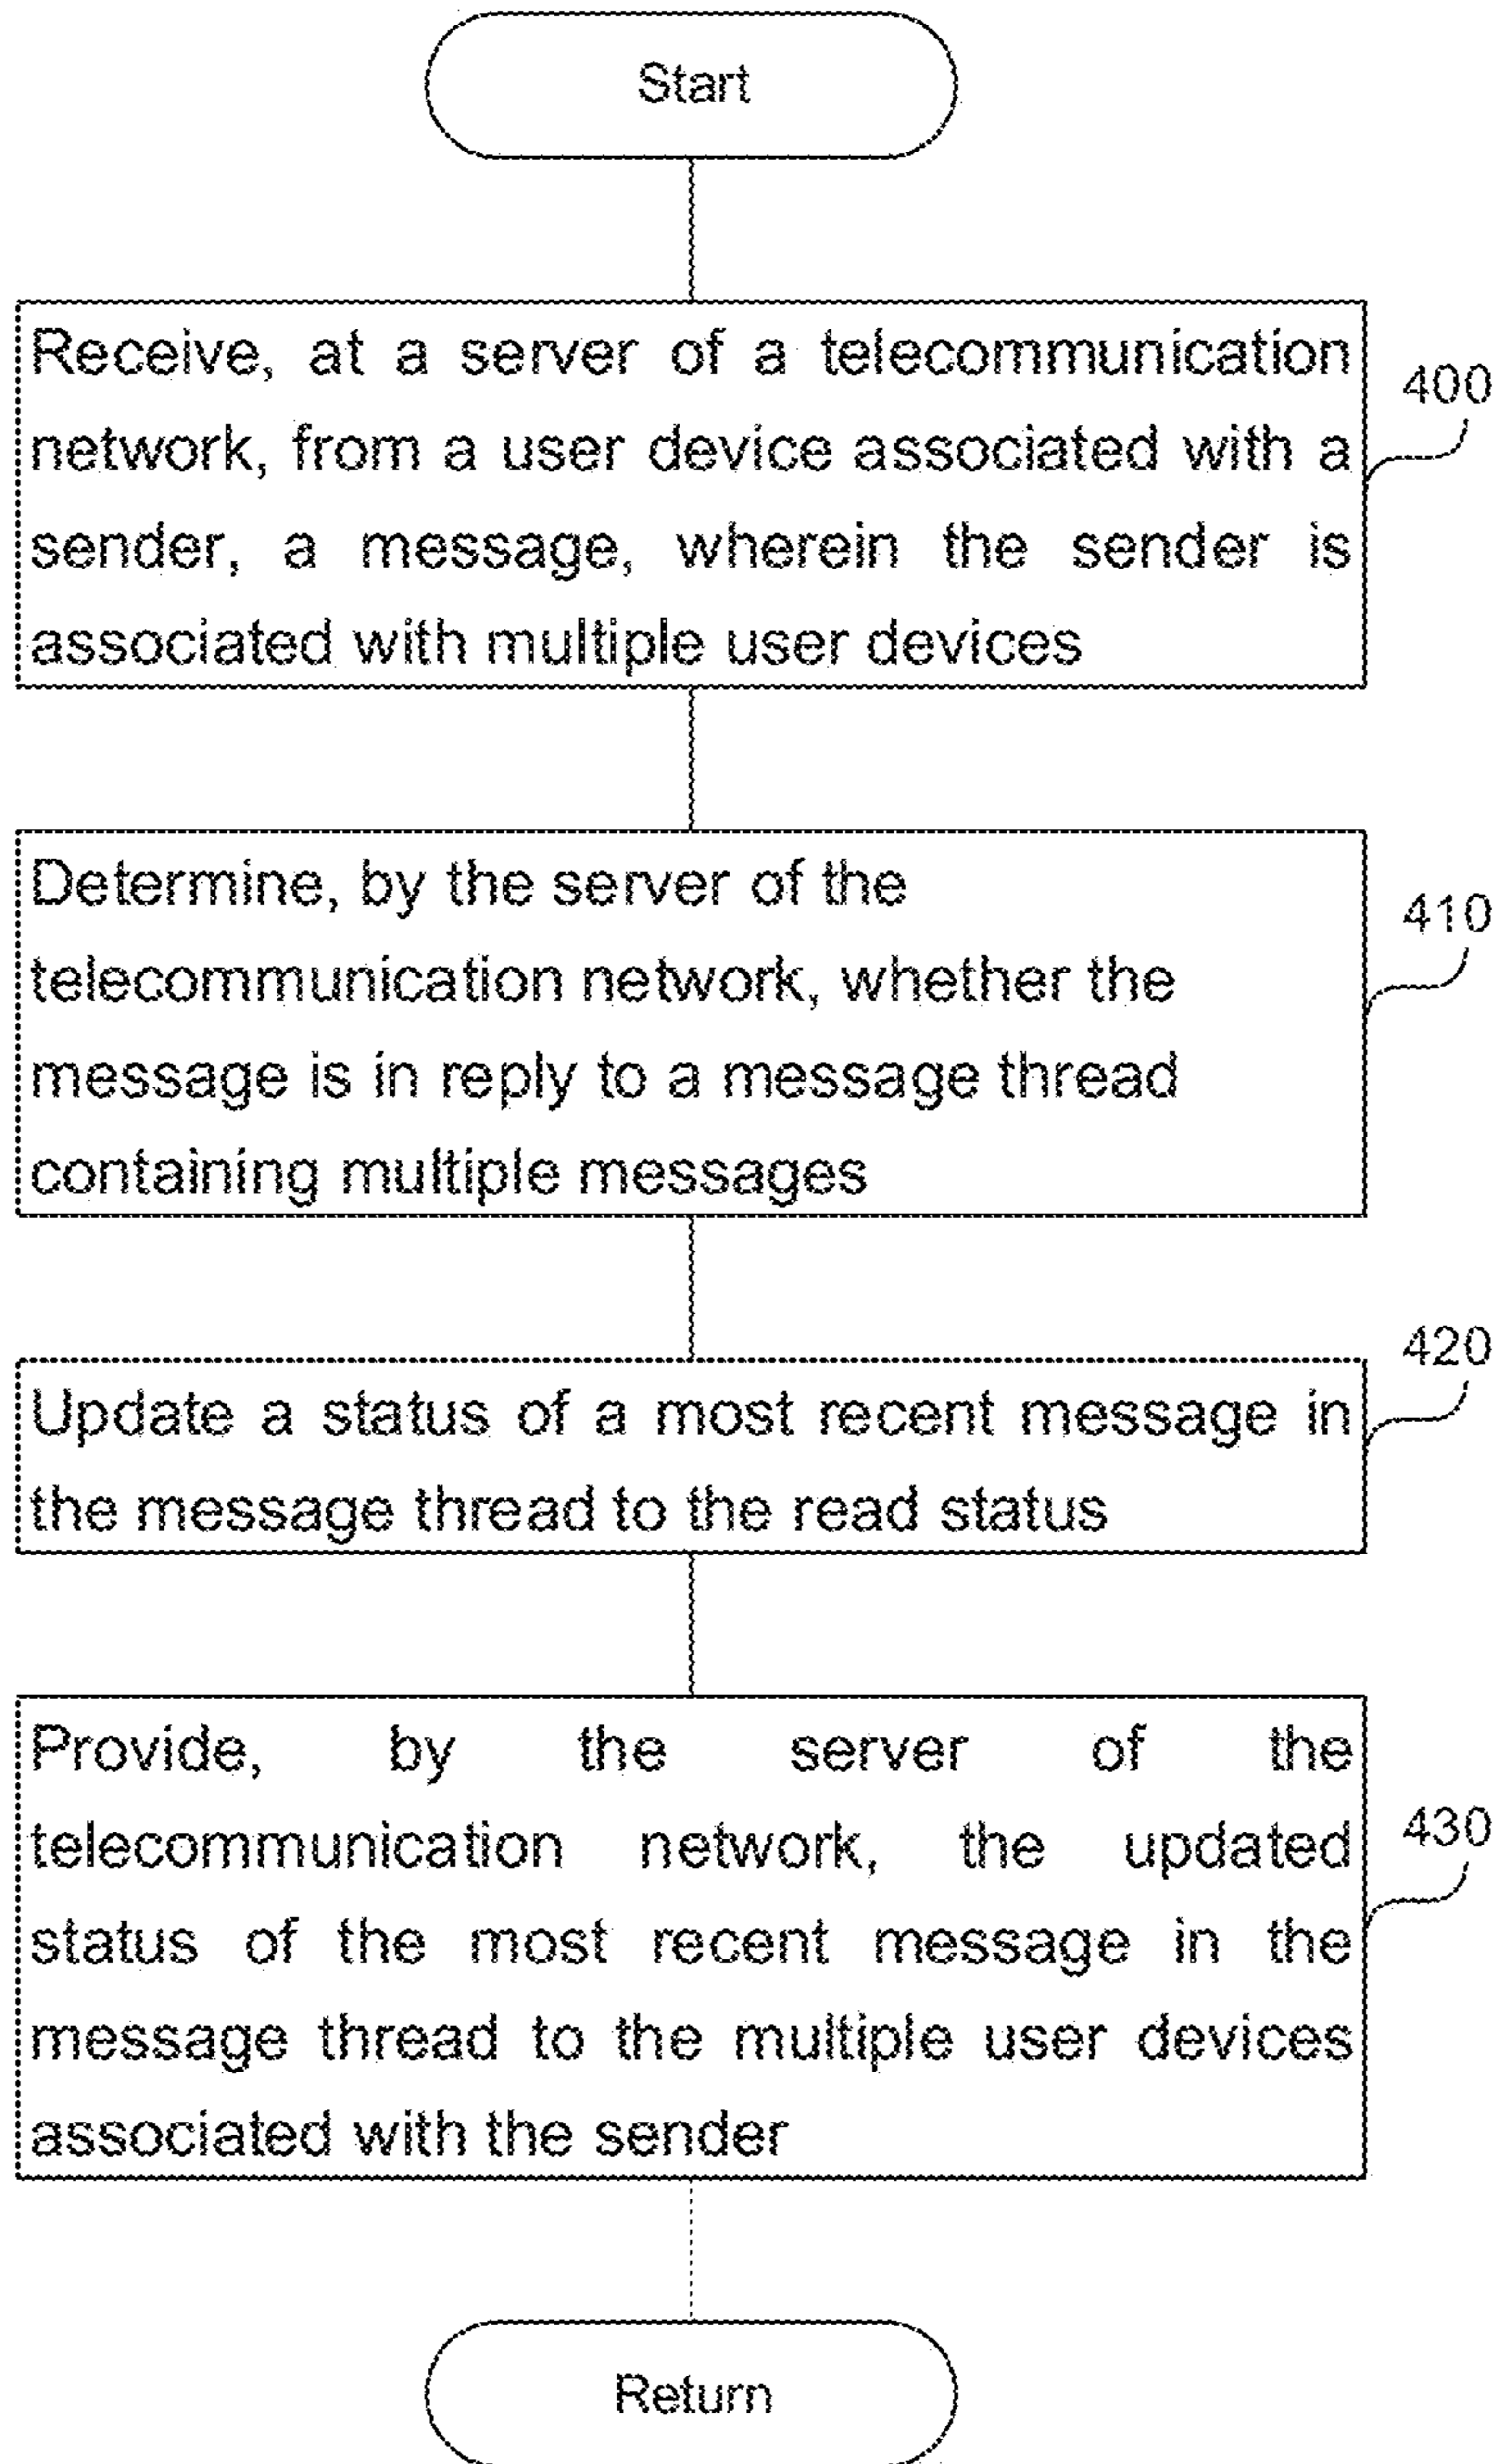 Start
Receive, at a server of a telecommunication
network, from a user device associated with a
sender, a message, wherein the sender is
associated with multiple user devices
400
Determine, by the server of the
telecommunication network, whether the
message is in reply to a message thread
containing multiple messages
410
Update a status of a most recent message in
the message thread to the read status
420
Provide, by the server of the
telecommunication network, the updated
status of the most recent message in the
message thread to the multiple user devices
associated with the sender
430
Return